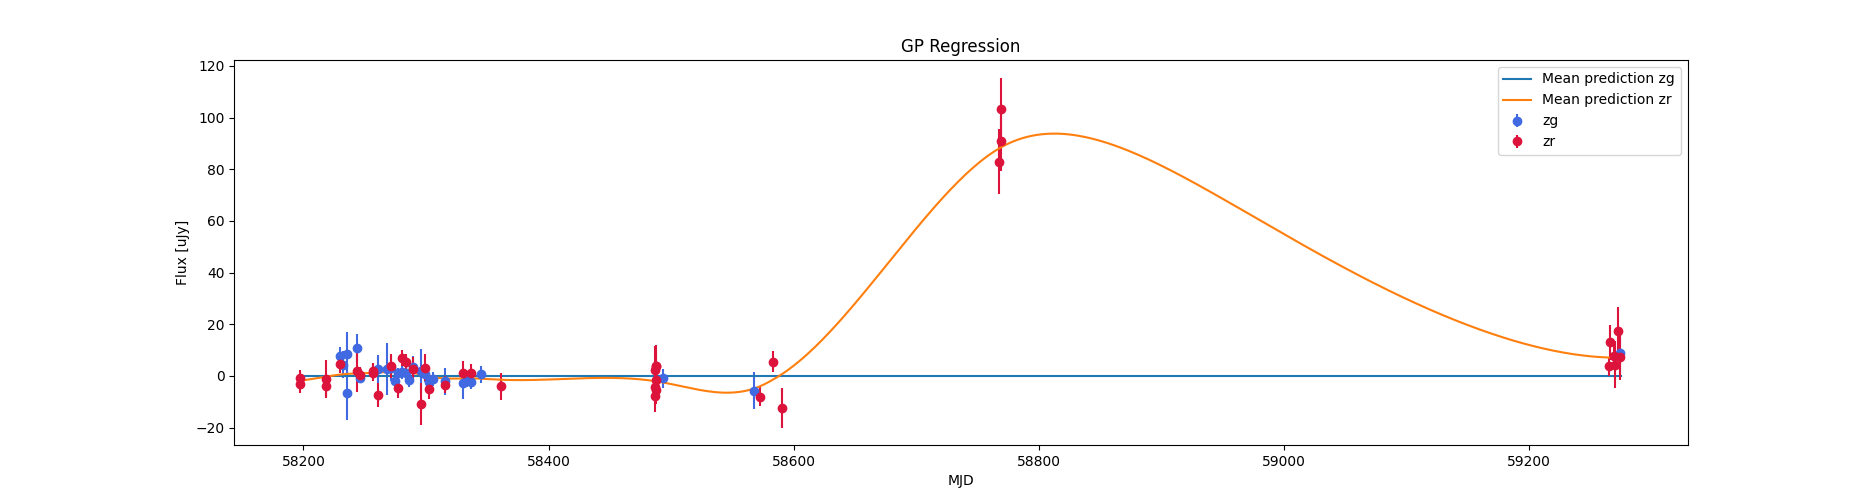 GP Regression
Flux [uJy]
120
100
80
60
40
20
0
−20
Mean prediction zg
Mean prediction zr
zg
zr
58200 58400 58600 58800 59000 59200
MJD